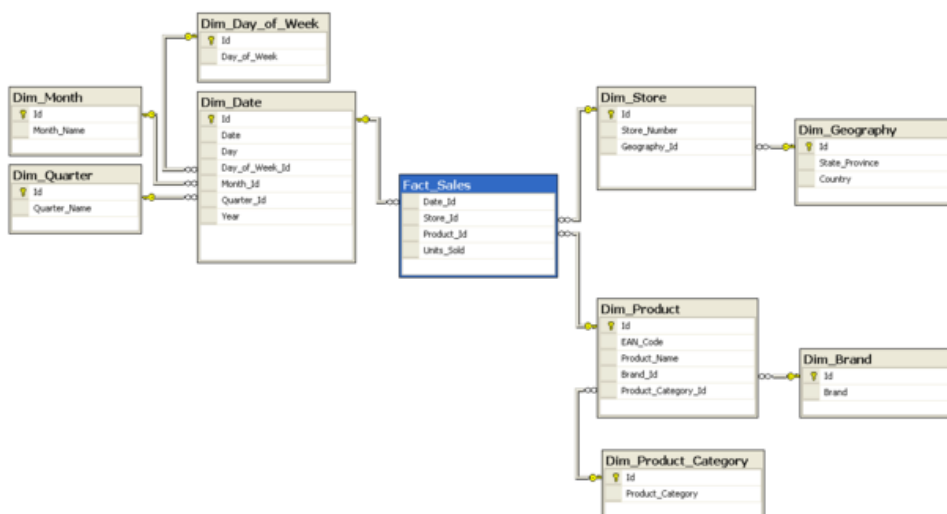 Dim_Day_of_Week
Id
Day_of_Week
Dim_Month
Id
Month_Name
Dim_Quarter
Id
Quarter_Name
Dim_Date
Id
Date
Day
Day_of_Week_Id
Month_Id
Quarter_Id
Year
Fact_Sales
Date_Id
Store_Id
Product_Id
Units_Sold
Dim_Store
Id
Store_Number
Geography_Id
Dim_Geography
Id
State_Province
Country
Dim_Product
Id
EAN_Code
Product_Name
Brand_Id
Product_Category_Id
Dim_Brand
Id
Brand
Dim_Product_Category
Id
Product_Category